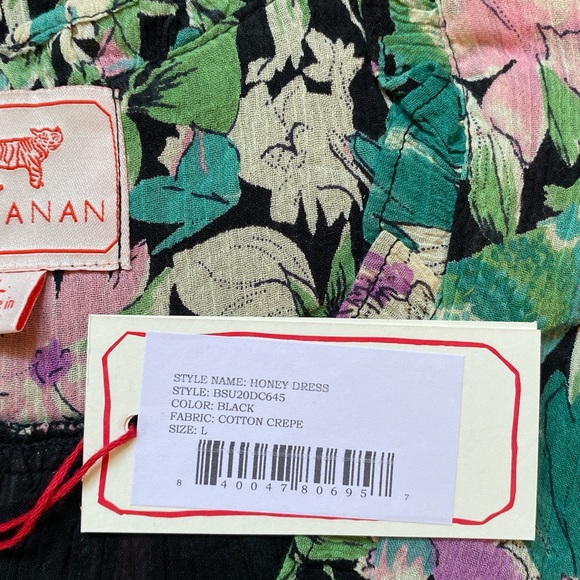 ANAN
STYLE NAME: HONEY DRESS
STYLE: BSU20DC645
COLOR: BLACK
FABRIC: COTTON CREPE
SIZE: L
8 40047 80695 7